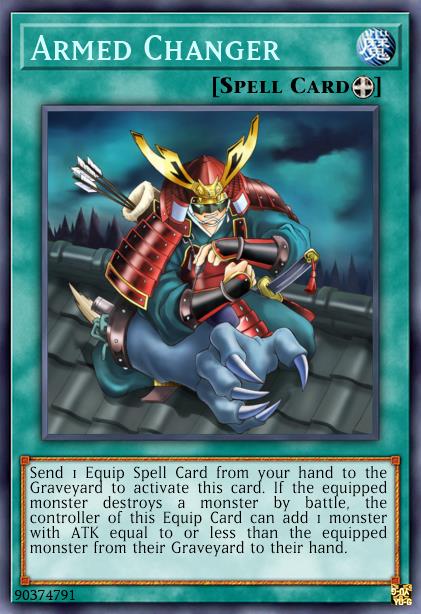 Armed Changer
魔
[Spell Card]
Send 1 Equip Spell Card from your hand to the
Graveyard to activate this card. If the equipped
monster destroys a monster by battle, the
controller of this Equip Card can add 1 monster
with ATK equal to or less than the equipped
monster from their Graveyard to their hand.
90374791